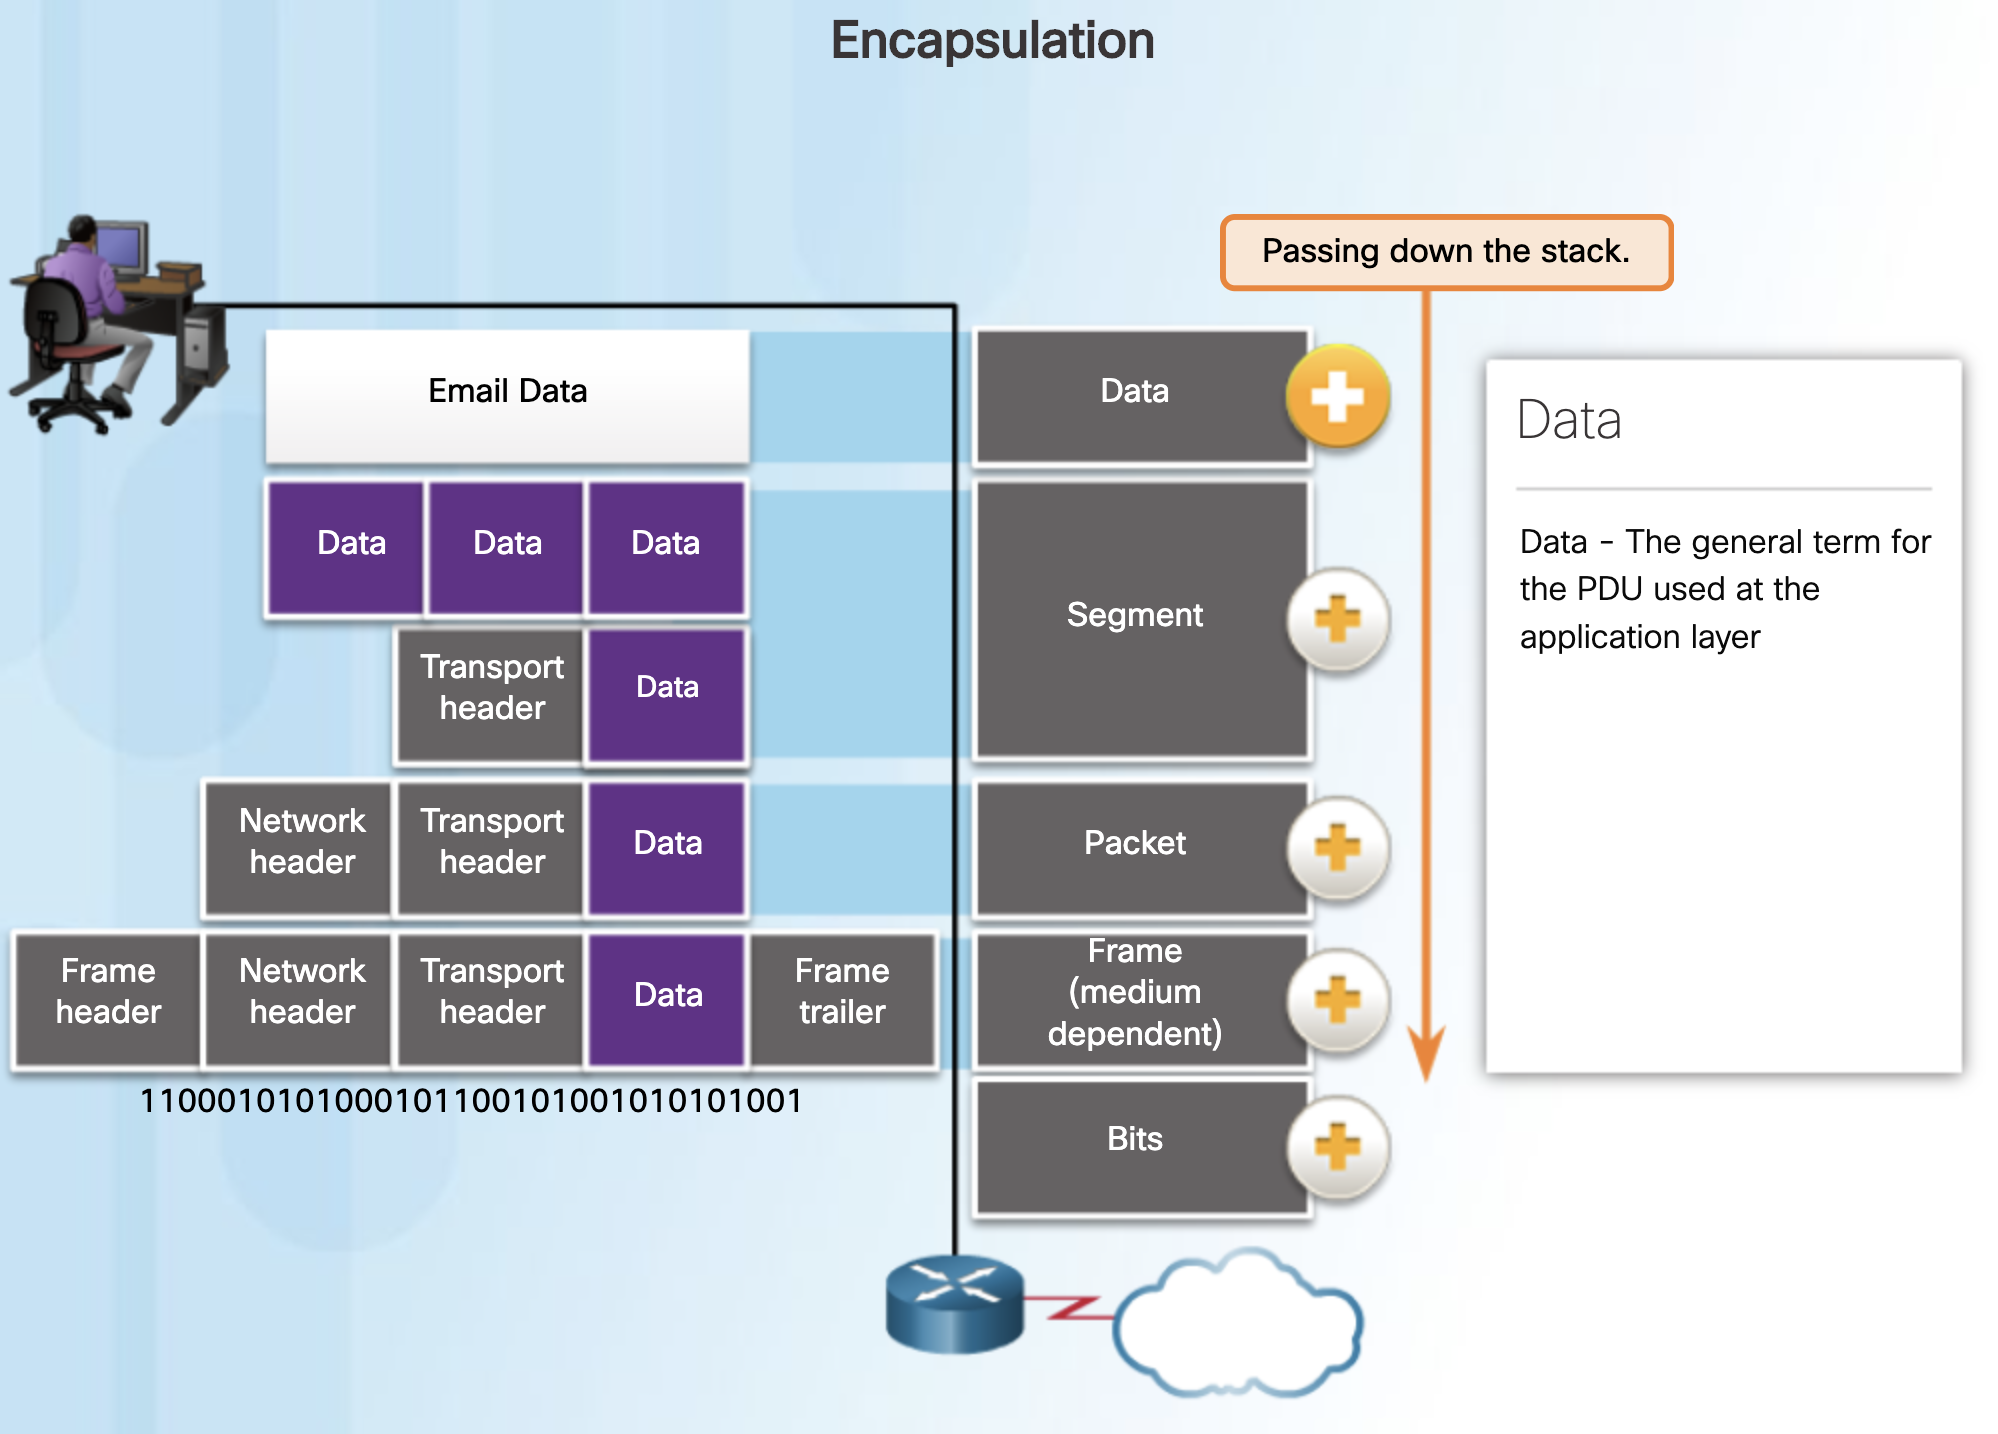 Encapsulation
Passing down the stack.
Email Data
Data
Data
Data - The general term for
the PDU used at the
application layer
Data Data Data
Segment
Transport
header
Data
Network
header
Transport
header
Data
Packet
Frame
header
Network
header
Transport
header
Data
Frame
trailer
Frame
(medium
dependent)
1100010101000101100101001010101001
Bits